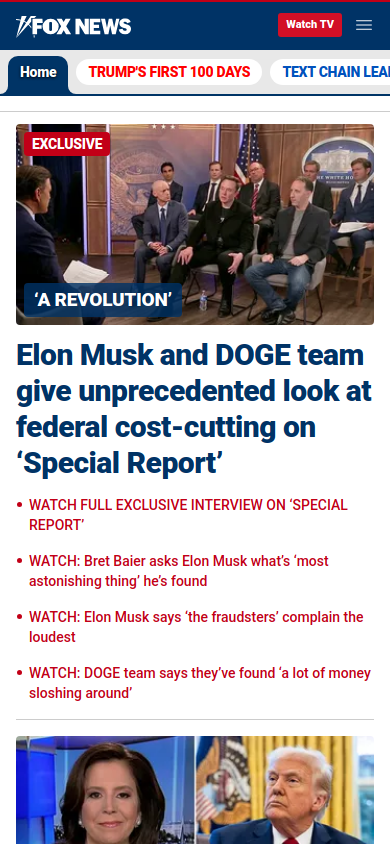 FOX NEWS
Watch TV
Home
TRUMP'S FIRST 100 DAYS
TEXT CHAIN LEA
EXCLUSIVE
THE WHITE HO
‘A REVOLUTION’
Elon Musk and DOGE team
give unprecedented look at
federal cost-cutting on
‘Special Report’
• WATCH FULL EXCLUSIVE INTERVIEW ON ‘SPECIAL
REPORT’
• WATCH: Bret Baier asks Elon Musk what’s ‘most
astonishing thing’ he’s found
• WATCH: Elon Musk says ‘the fraudsters’ complain the
loudest
• WATCH: DOGE team says they’ve found ‘a lot of money
sloshing around’